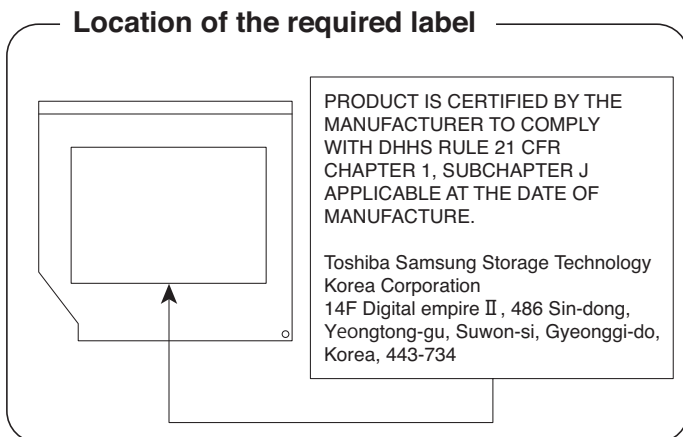 Location of the required label
PRODUCT IS CERTIFIED BY THE
MANUFACTURER TO COMPLY
WITH DHHS RULE 21 CFR
CHAPTER 1, SUBCHAPTER J
APPLICABLE AT THE DATE OF
MANUFACTURE.
Toshiba Samsung Storage Technology
Korea Corporation
14F Digital empire Ⅱ, 486 Sin-dong,
Yeongtong-gu, Suwon-si, Gyeonggi-do,
Korea, 443-734